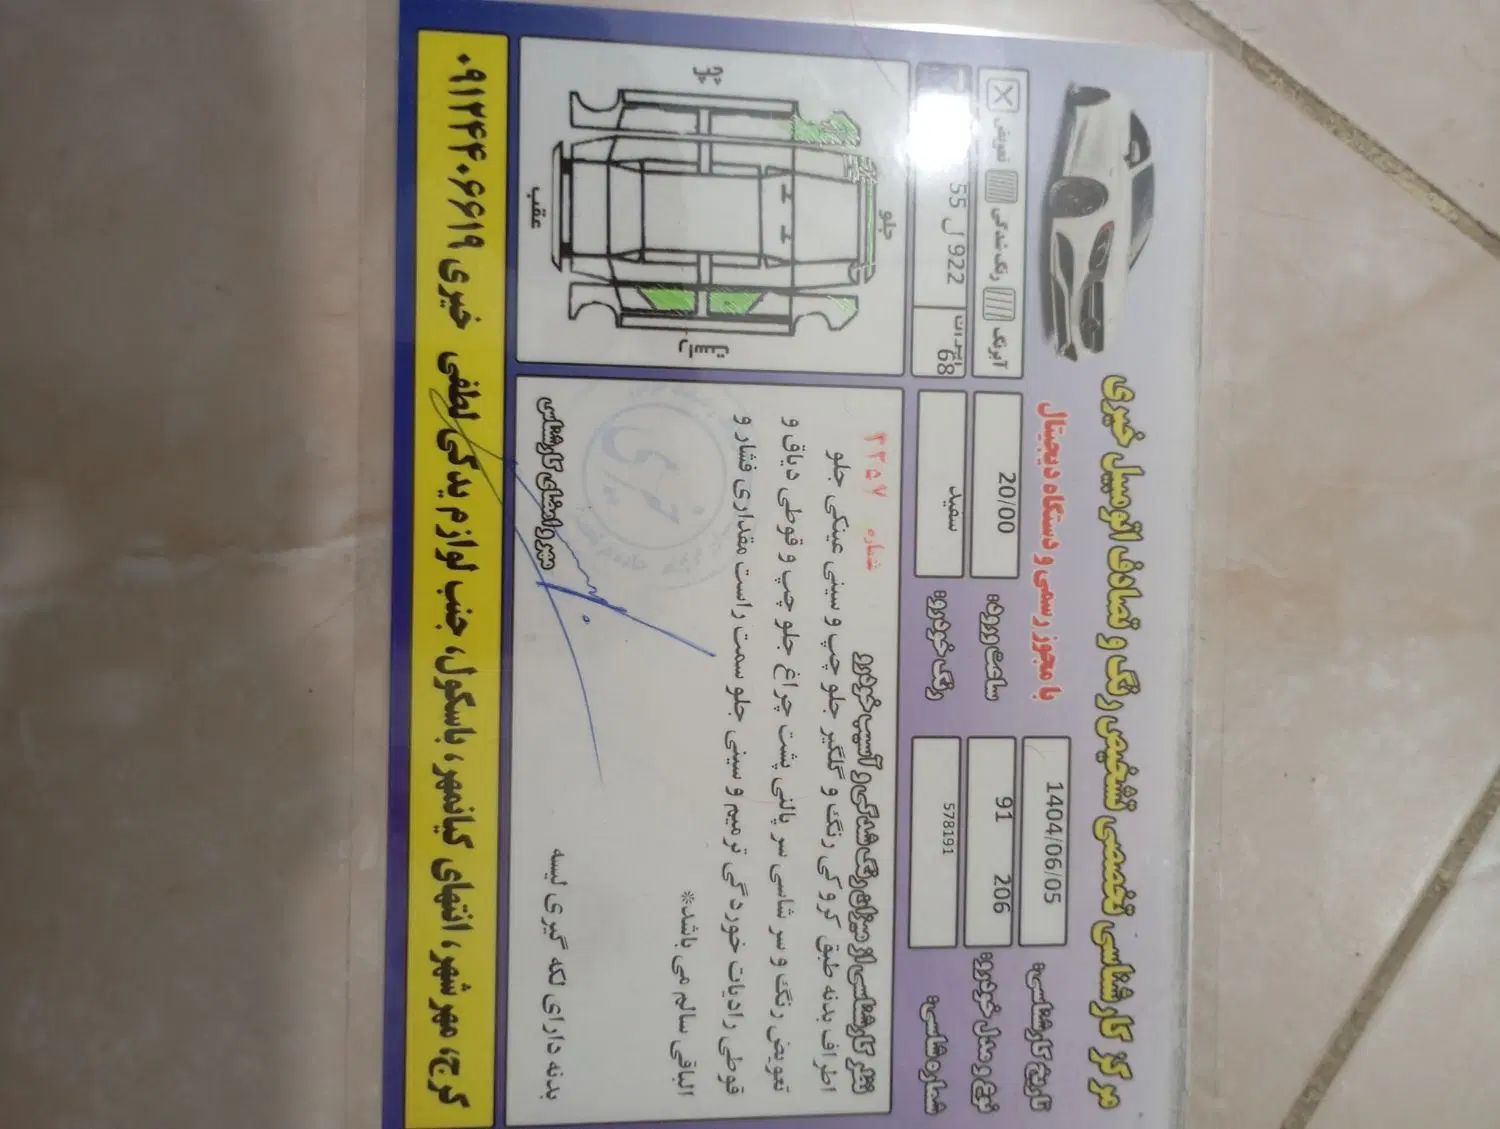 مرکز کارشناسی تخصصی تشخیص رنگ و تصادف اتومبیل خیری
با مجوز رسمی و دستگاه دیجیتال
تاریخ کارشناسی: 1404/06/05
نوع و مدل خودرو: 206 91
ساعت ورود: 20/00
شماره شاسی: 578191
رنگ خودرو: سفید
آبرنگ رنگ شدگی تعویض
ایران 68
922 ل 55
نظر کارشناسی از میزان رنگ شدگی و آسیب خودرو
شماره ۳۲۵۷
اطراف بدنه طبق کروکی رنگ و گلگیر جلو چپ و سینی عینکی جلو
تعویض رنگ و سر شاسی سر پالنی پشت چراغ جلو چپ و قوطی دیاق و
قوطی رادیات خوردگی ترمیم و سینی جلو سمت راست مقداری فشار و
الباقی سالم می باشد*
بدنه دارای لکه گیری لیسه
مهر و امضای کارشناس
خیری
جلو
عقب
چپ
کرج، مهرشهر، انتهای کیانمهر، باسکول، جنب لوازم یدکی لطفی خیری ۰۹۱۲۴۴۰۶۶۱۹